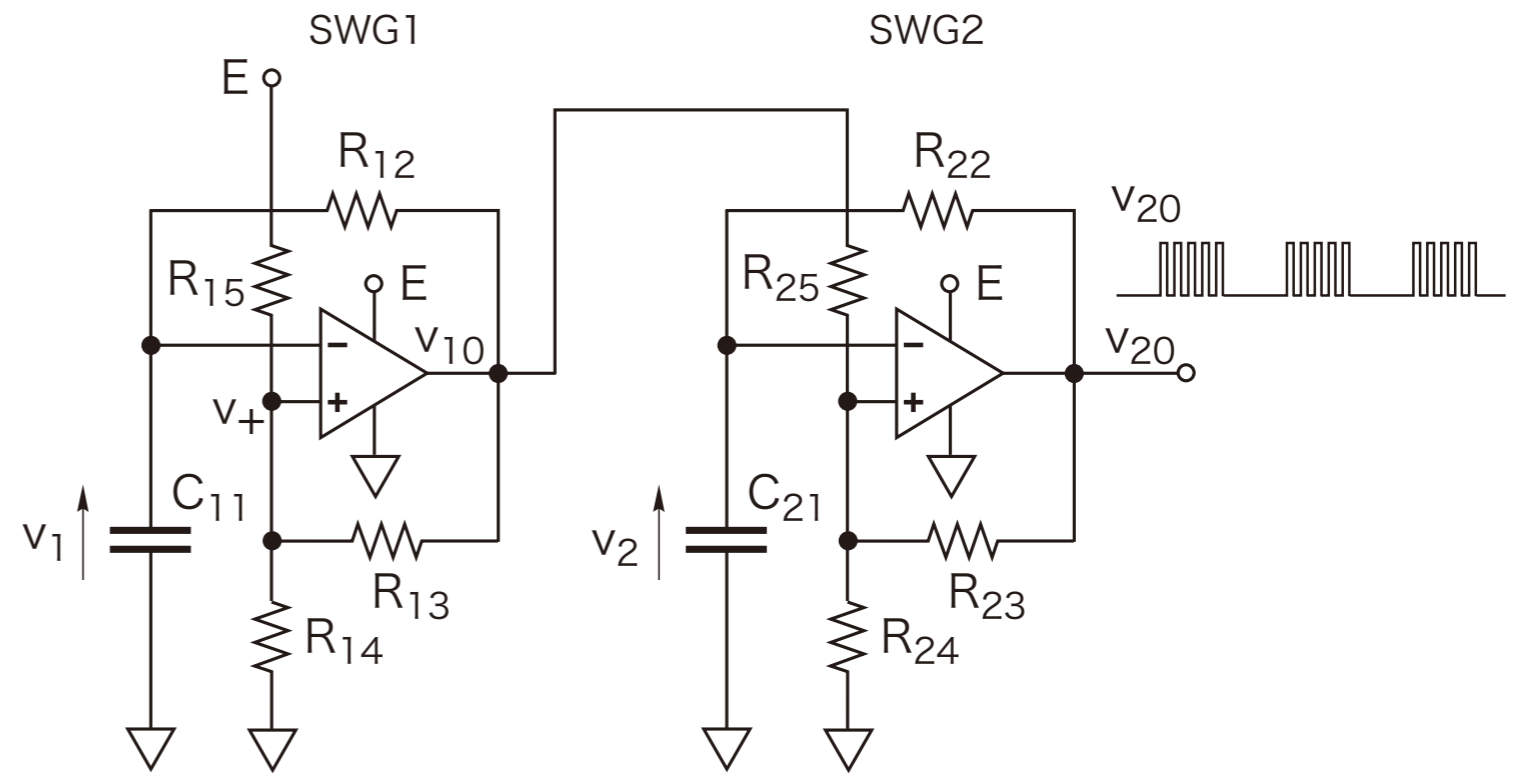 SWG1
SWG2
E
R12
R22
v20
R15
E
R25
E
v10
v20
−
−
v+
+
+
C11
C21
v1
v2
R13
R23
R14
R24